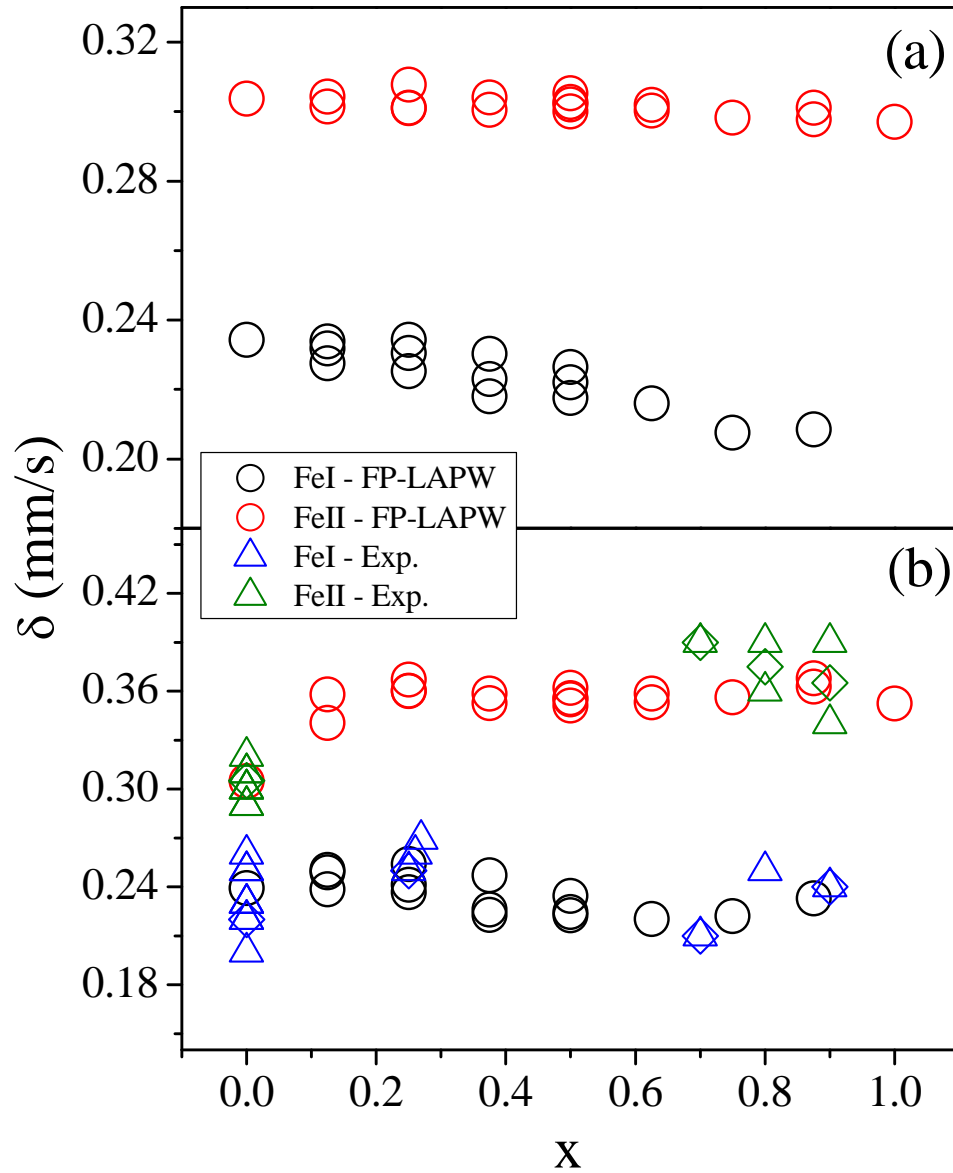 (a)
0.32
0.28
0.24
0.20
δ (mm/s)
FeI - FP-LAPW
FeII - FP-LAPW
FeI - Exp.
FeII - Exp.
(b)
0.42
0.36
0.30
0.24
0.18
0.0 0.2 0.4 0.6 0.8 1.0
x